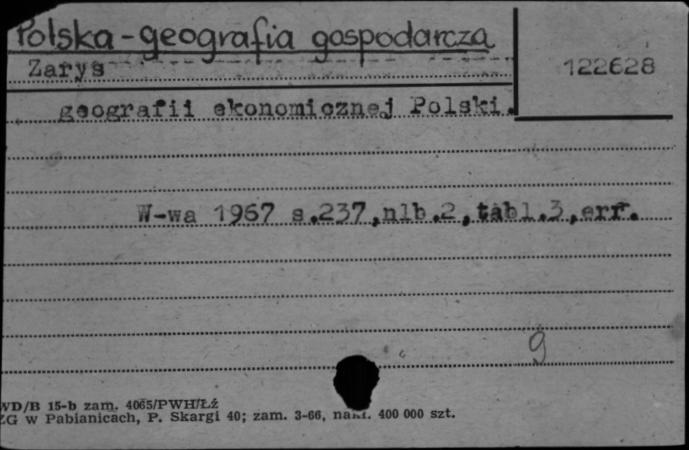 Polska - geografia gospodarcza
Zarys
122628
geografii ekonomicznej Polski.
W-wa 1967 s.237,nlb.2,tabl.3,err.
9
WD/B 15-b zam. 4065/PWH/Łź
ZG w Pabianicach, P. Skargi 40; zam. 3-66, nakł. 400 000 szt.